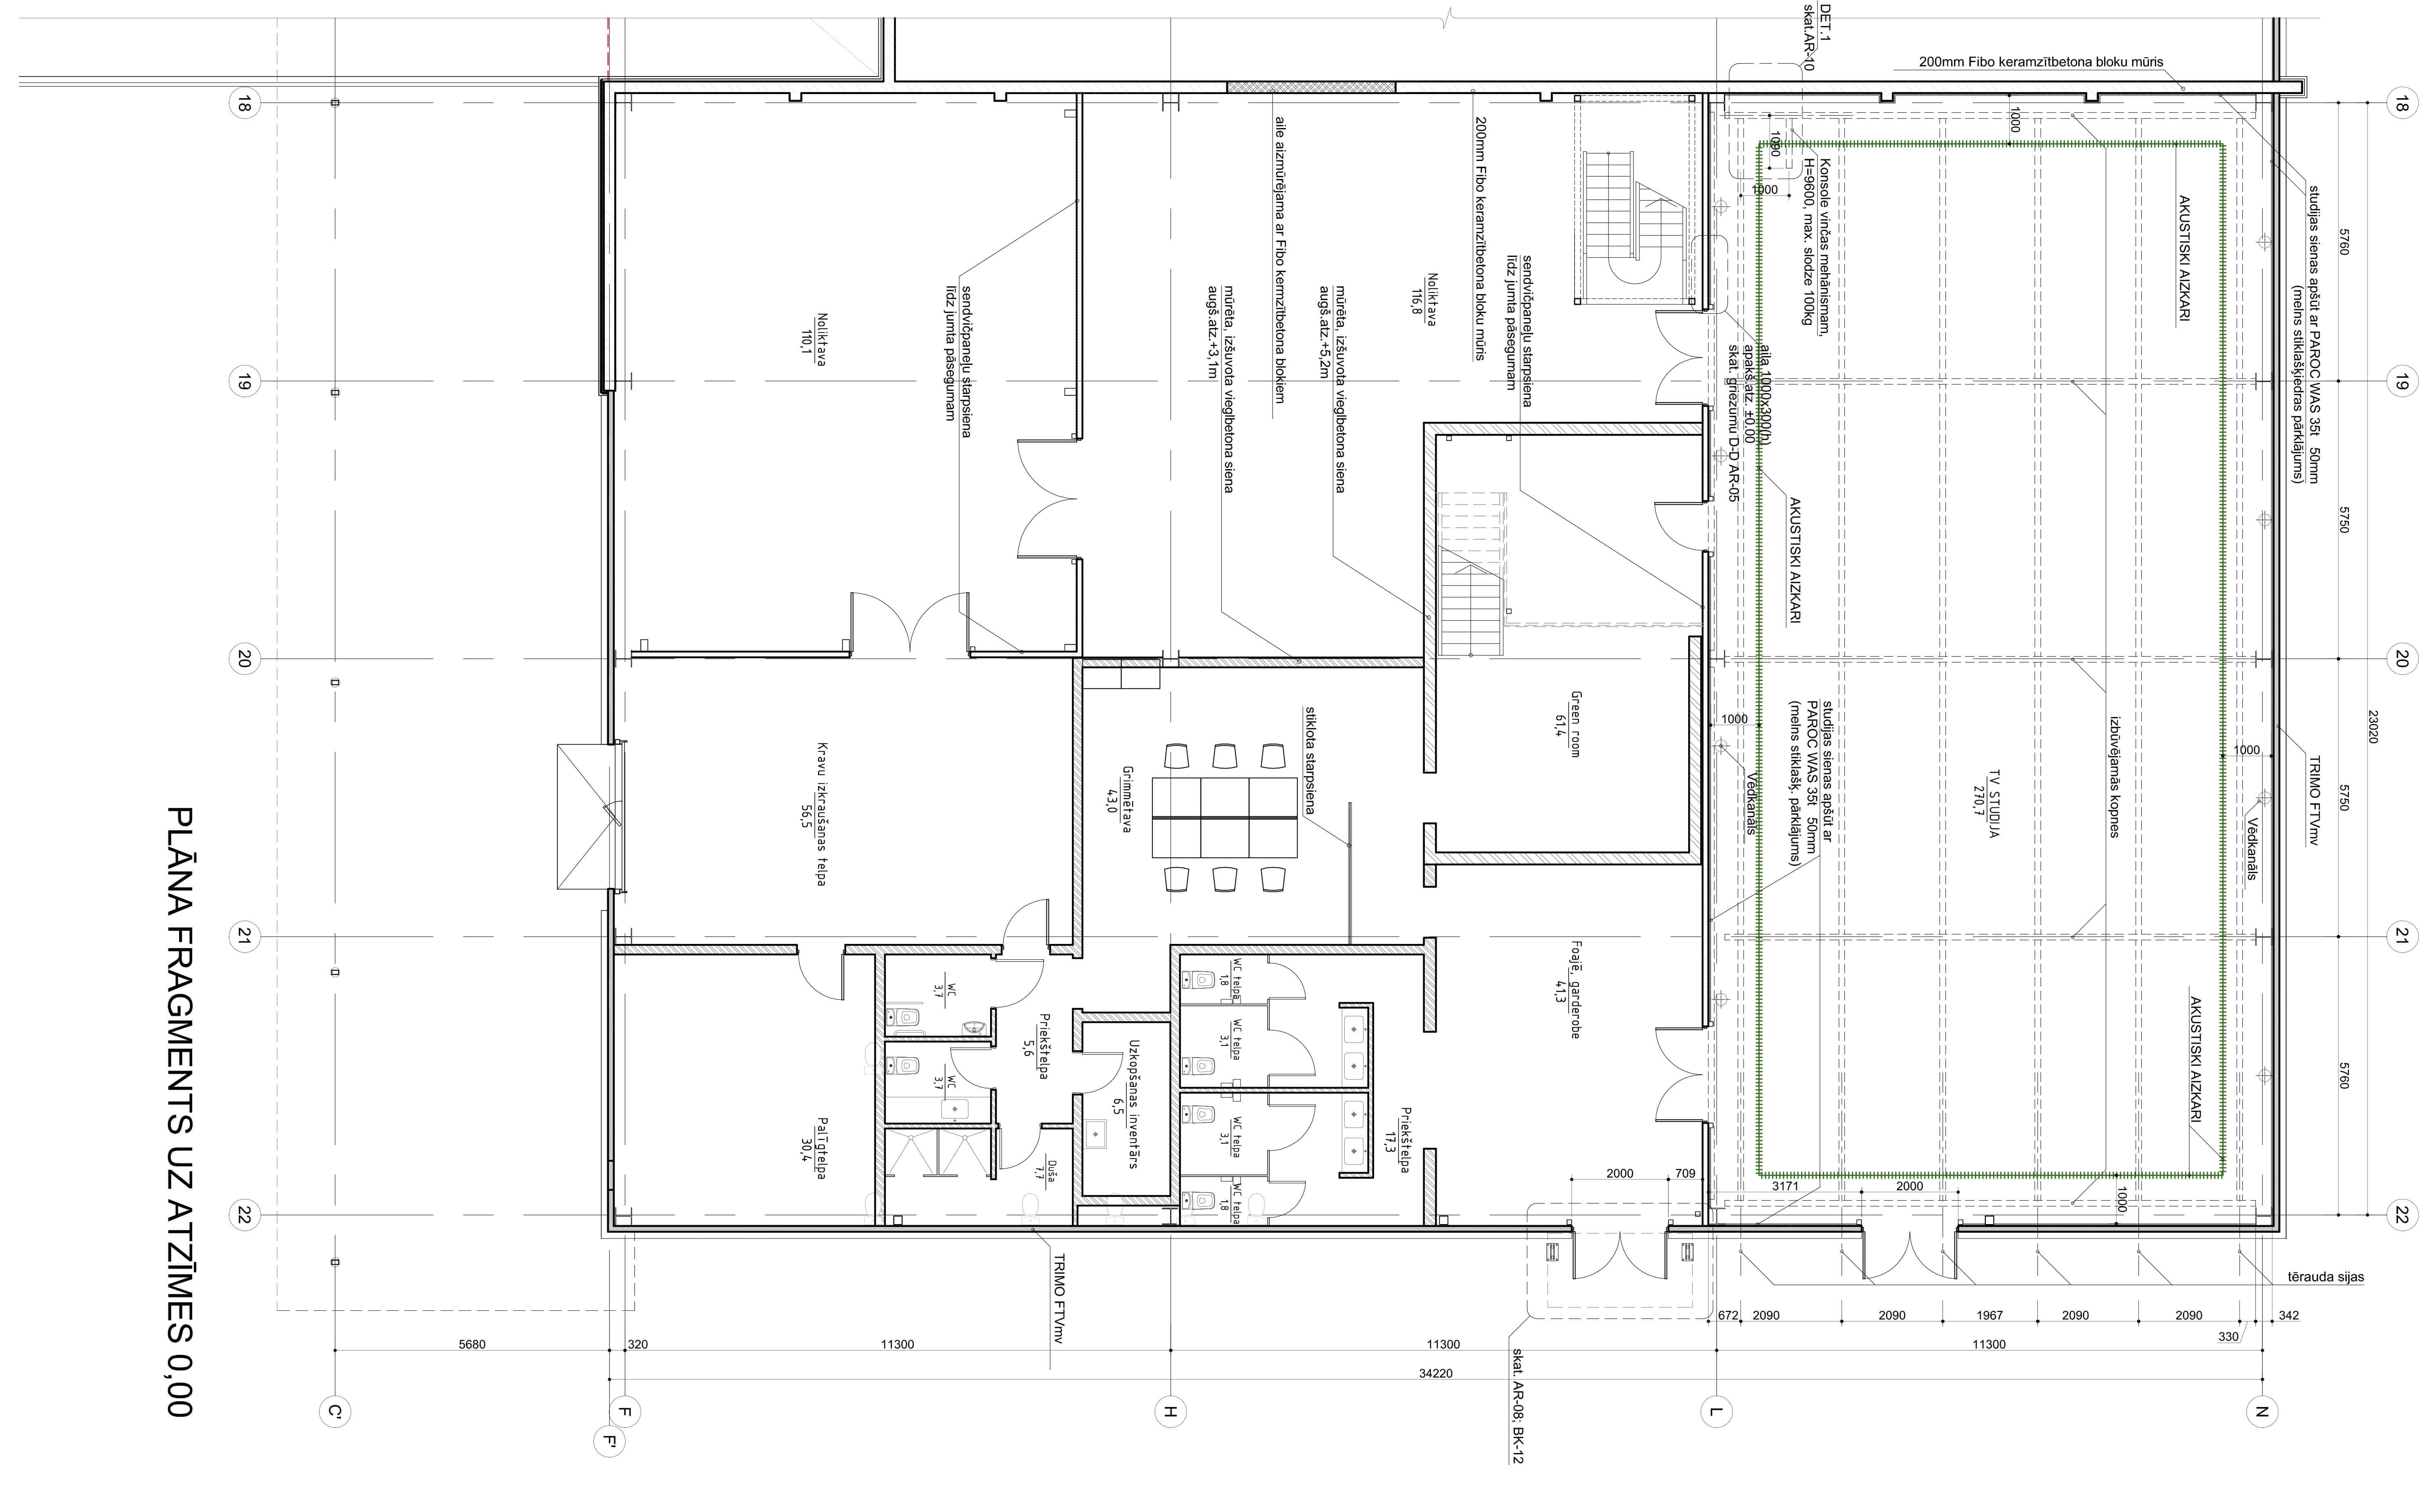 DET.1
skat.AR-10
200mm Fibo keramzītbetona bloku mūris
18
19
20
21
22
18
19
20
21
22
5760
5750
5750
5760
23020
studijas sienas apšūt ar PAROC WAS 35t 50mm
(melns stiklašķiedras pārklājums)
TRIMO FTVmv
Vēdkanāls
AKUSTISKI AIZKARI
AKUSTISKI AIZKARI
AKUSTISKI AIZKARI
1000
1090
1000
1000
1000
1000
Konsole vinčas mehānismam,
H=9600, max. slodze 100kg
aila 1000x300(h)
apakš.atz. ±0.00
skat. griezumu D-D AR-05
izbūvējamās kopnes
TV STUDIJA
270,7
studijas sienas apšūt ar
PAROC WAS 35t 50mm
(melns stiklašķ. pārklājums)
Vēdkanāls
200mm Fibo keramzītbetona bloku mūris
sendvičpaneļu starpsiena
līdz jumta pāsegumam
Noliktava
116,8
mūrēta, izšuvota vieglbetona siena
augš.atz.+5,2m
aile aizmūrējama ar Fibo kermzītbetona blokiem
mūrēta, izšuvota vieglbetona siena
augš.atz.+3,1m
sendvičpaneļu starpsiena
līdz jumta pāsegumam
Noliktava
110,1
Green room
61,4
stiklota starpsiena
Grimmētava
43,0
Kravu izkraušanas telpa
56,5
Foajē, garderobe
41,3
Priekštelpa
17,3
WC telpa
1,8
WC telpa
3,1
WC telpa
3,1
WC telpa
1,8
Uzkopšanas inventārs
6,5
Priekštelpa
5,6
WC
3,7
WC
3,7
Duša
7,7
Palīgtelpa
30,4
2000
709
3171
2000
tērauda sijas
672
2090
2090
1967
2090
2090
330
342
5680
320
11300
11300
11300
34220
TRIMO FTVmv
skat. AR-08; BK-12
C'
F'
F
H
L
N
PLĀNA FRAGMENTS UZ ATZĪMES 0,00